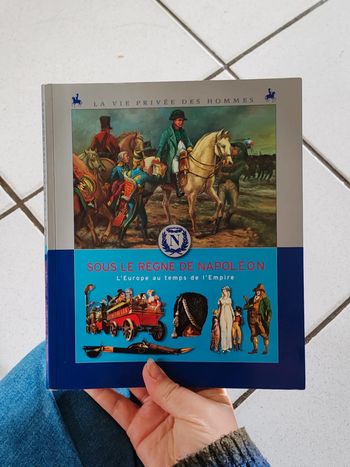 LA VIE PRIVÉE DES HOMMES
N
SOUS LE RÈGNE DE NAPOLÉON
L'Europe au temps de l'Empire